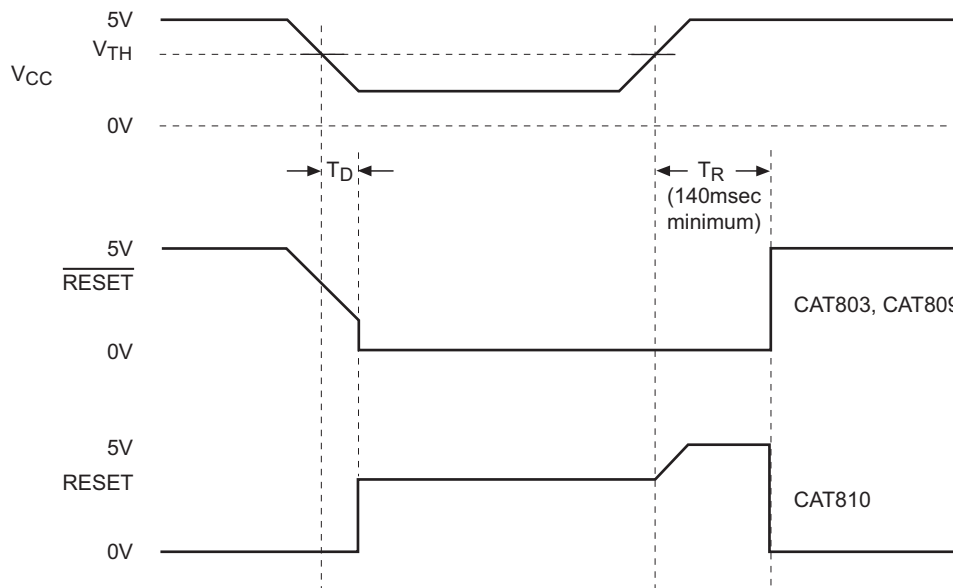 5V
VTH
VCC
0V
TD
TR
(140msec
minimum)
5V
RESET
CAT803, CAT809
0V
5V
RESET
CAT810
0V